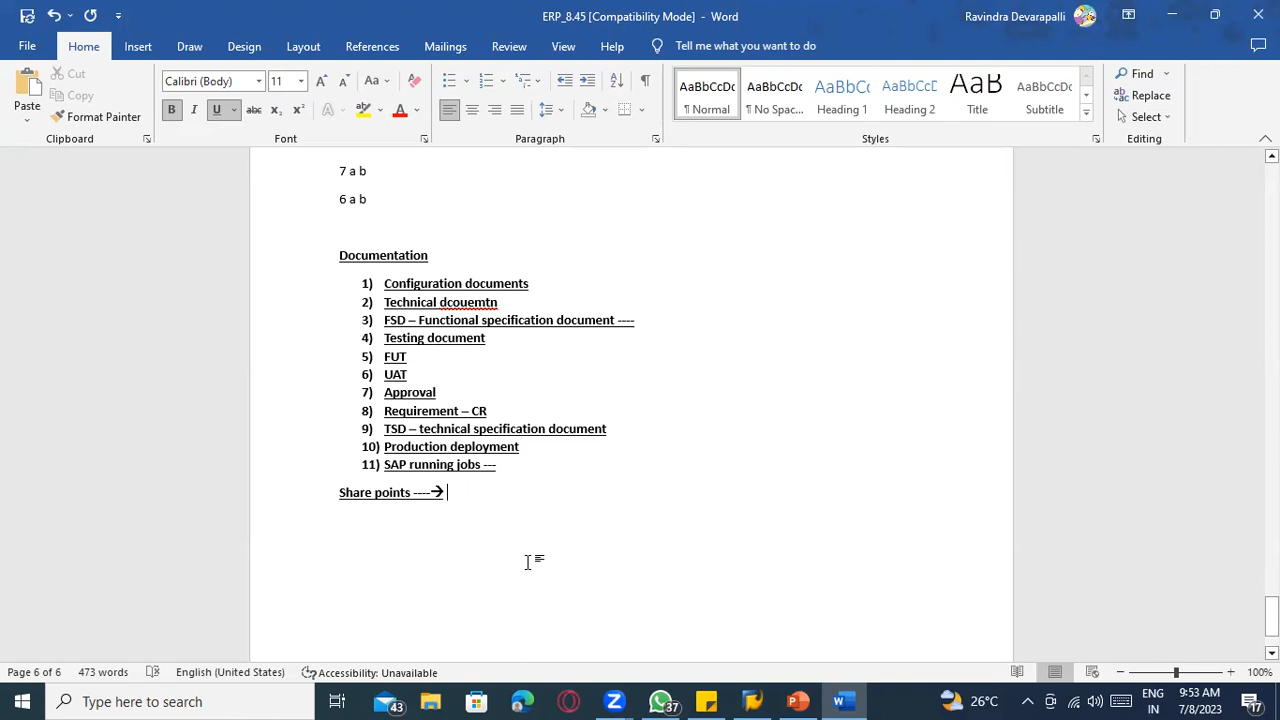 ERP_8.45 [Compatibility Mode] - Word
Ravindra Devarapalli
File Home Insert Draw Design Layout References Mailings Review View Help Tell me what you want to do
Paste
Cut
Copy
Format Painter
Clipboard
Calibri (Body) 11
Aa
B I U abc x₂ x² A A
Font
Paragraph
AaBbCcDc AaBbCcDc AaBbCc AaBbCcD AaB AaBbCcD
¶ Normal ¶ No Spac... Heading 1 Heading 2 Title Subtitle
Styles
Find
Replace
Select
Editing
7 a b
6 a b
Documentation
1) Configuration documents
2) Technical dcouemtn
3) FSD – Functional specification document ----
4) Testing document
5) FUT
6) UAT
7) Approval
8) Requirement – CR
9) TSD – technical specification document
10) Production deployment
11) SAP running jobs ---
Share points ----→
Page 6 of 6 473 words English (United States) Accessibility: Unavailable 100%
Type here to search
43
37
26°C
ENG
IN
9:53 AM
7/8/2023
17